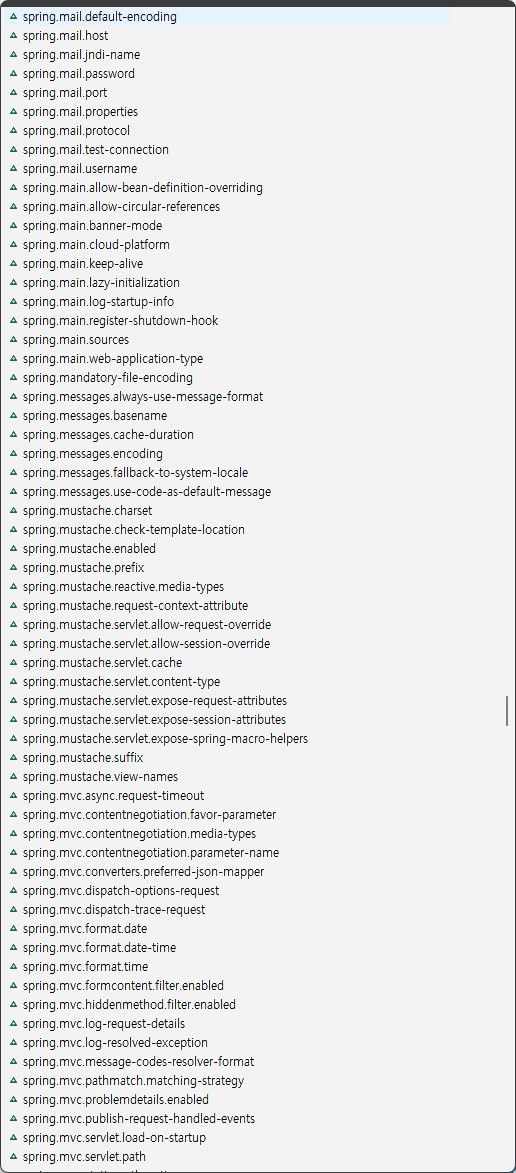 spring.mail.default-encoding
spring.mail.host
spring.mail.jndi-name
spring.mail.password
spring.mail.port
spring.mail.properties
spring.mail.protocol
spring.mail.test-connection
spring.mail.username
spring.main.allow-bean-definition-overriding
spring.main.allow-circular-references
spring.main.banner-mode
spring.main.cloud-platform
spring.main.keep-alive
spring.main.lazy-initialization
spring.main.log-startup-info
spring.main.register-shutdown-hook
spring.main.sources
spring.main.web-application-type
spring.mandatory-file-encoding
spring.messages.always-use-message-format
spring.messages.basename
spring.messages.cache-duration
spring.messages.encoding
spring.messages.fallback-to-system-locale
spring.messages.use-code-as-default-message
spring.mustache.charset
spring.mustache.check-template-location
spring.mustache.enabled
spring.mustache.prefix
spring.mustache.reactive.media-types
spring.mustache.request-context-attribute
spring.mustache.servlet.allow-request-override
spring.mustache.servlet.allow-session-override
spring.mustache.servlet.cache
spring.mustache.servlet.content-type
spring.mustache.servlet.expose-request-attributes
spring.mustache.servlet.expose-session-attributes
spring.mustache.servlet.expose-spring-macro-helpers
spring.mustache.suffix
spring.mustache.view-names
spring.mvc.async.request-timeout
spring.mvc.contentnegotiation.favor-parameter
spring.mvc.contentnegotiation.media-types
spring.mvc.contentnegotiation.parameter-name
spring.mvc.converters.preferred-json-mapper
spring.mvc.dispatch-options-request
spring.mvc.dispatch-trace-request
spring.mvc.format.date
spring.mvc.format.date-time
spring.mvc.format.time
spring.mvc.formcontent.filter.enabled
spring.mvc.hiddenmethod.filter.enabled
spring.mvc.log-request-details
spring.mvc.log-resolved-exception
spring.mvc.message-codes-resolver-format
spring.mvc.pathmatch.matching-strategy
spring.mvc.problemdetails.enabled
spring.mvc.publish-request-handled-events
spring.mvc.servlet.load-on-startup
spring.mvc.servlet.path